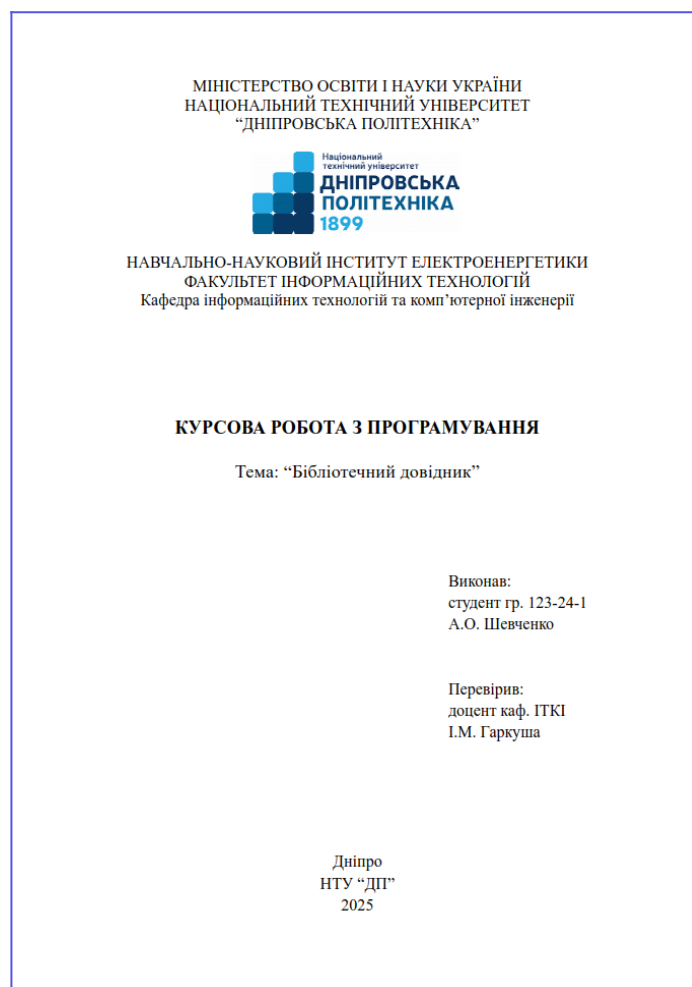 МІНІСТЕРСТВО ОСВІТИ І НАУКИ УКРАЇНИ
НАЦІОНАЛЬНИЙ ТЕХНІЧНИЙ УНІВЕРСИТЕТ
“ДНІПРОВСЬКА ПОЛІТЕХНІКА”
Національний
технічний університет
ДНІПРОВСЬКА
ПОЛІТЕХНІКА
1899
НАВЧАЛЬНО-НАУКОВИЙ ІНСТИТУТ ЕЛЕКТРОЕНЕРГЕТИКИ
ФАКУЛЬТЕТ ІНФОРМАЦІЙНИХ ТЕХНОЛОГІЙ
Кафедра інформаційних технологій та комп’ютерної інженерії
КУРСОВА РОБОТА З ПРОГРАМУВАННЯ
Тема: “Бібліотечний довідник”
Виконав:
студент гр. 123-24-1
А.О. Шевченко
Перевірив:
доцент каф. ІТКІ
І.М. Гаркуша
Дніпро
НТУ “ДП”
2025